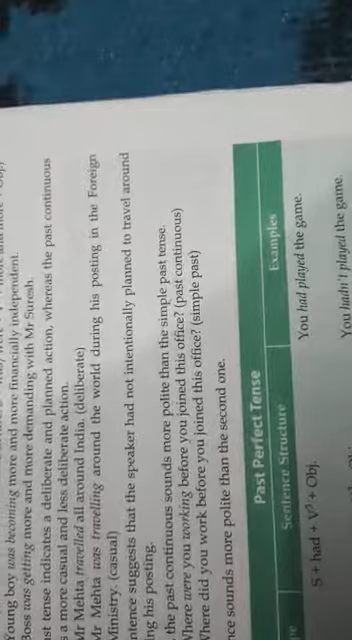 Young boy was becoming more and more financially independent.
Boss was getting more and more demanding with Mr Suresh.
st tense indicates a deliberate and planned action, whereas the past continuous
s a more casual and less deliberate action.
Mr Mehta travelled all around India. (deliberate)
Mr Mehta was travelling around the world during his posting in the Foreign
Ministry. (casual)
ntence suggests that the speaker had not intentionally planned to travel around
ing his posting.
the past continuous sounds more polite than the simple past tense.
Where were you working before you joined this office? (past continuous)
Where did you work before you joined this office? (simple past)
ce sounds more polite than the second one.
Past Perfect Tense
Sentence Structure Examples
S + had + V³ + Obj. You had played the game.
You hadn't played the game.